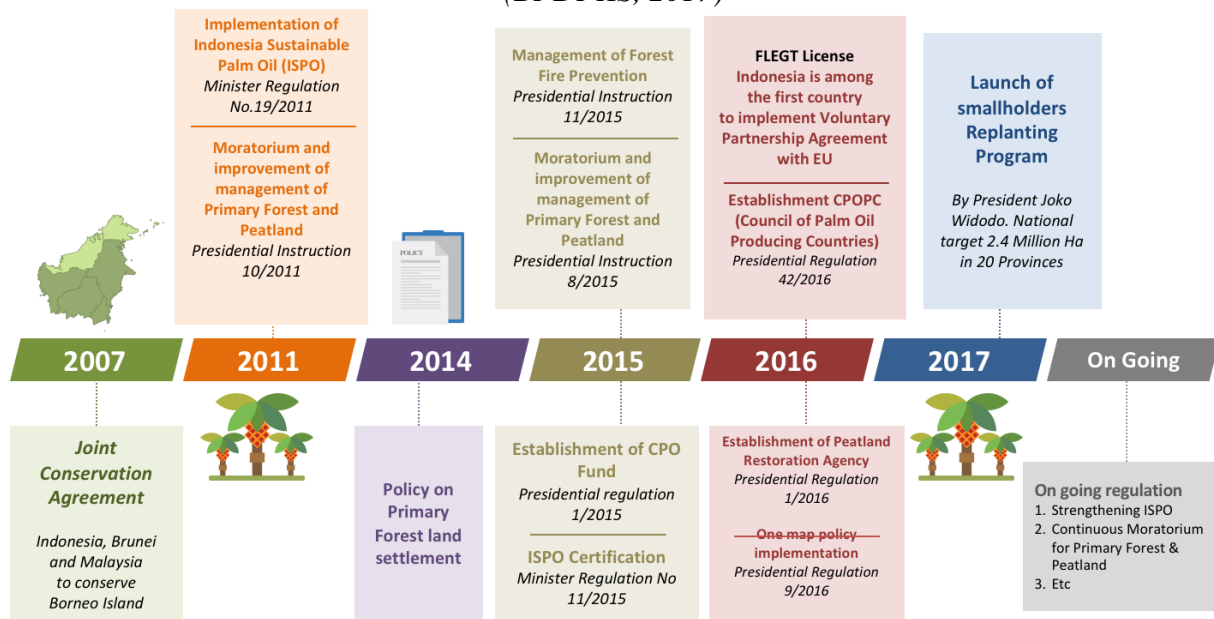 Implementation of
Indonesia Sustainable
Palm Oil (ISPO)
Minister Regulation
No.19/2011
Moratorium and
improvement of
management of
Primary Forest and
Peatland
Presidential Instruction
10/2011
POLICY
Management of Forest
Fire Prevention
Presidential Instruction
11/2015
Moratorium and
improvement of
management of
Primary Forest and
Peatland
Presidential Instruction
8/2015
FLEGT License
Indonesia is among
the first country
to implement Voluntary
Partnership Agreement
with EU
Establishment CPOPC
(Council of Palm Oil
Producing Countries)
Presidential Regulation
42/2016
Launch of
smallholders
Replanting
Program
By President Joko
Widodo. National
target 2.4 Million Ha
in 20 Provinces
2007
2011
2014
2015
2016
2017
On Going
Joint
Conservation
Agreement
Indonesia, Brunei
and Malaysia
to conserve
Borneo Island
Policy on
Primary
Forest land
settlement
Establishment of CPO
Fund
Presidential regulation
1/2015
ISPO Certification
Minister Regulation No
11/2015
Establishment of Peatland
Restoration Agency
Presidential Regulation
1/2016
One map policy
implementation
Presidential Regulation
9/2016
On going regulation
1. Strengthening ISPO
2. Continuous Moratorium
for Primary Forest &
Peatland
3. Etc